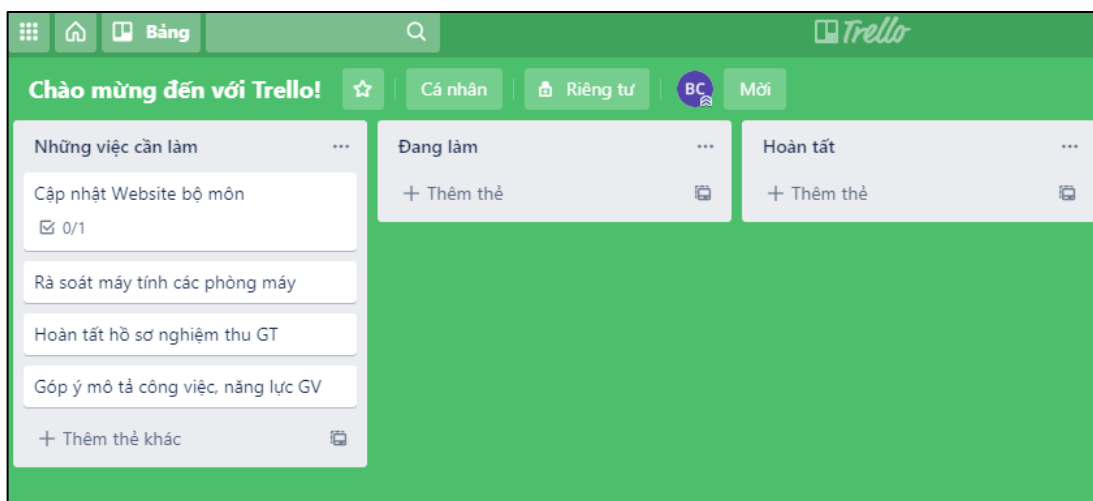 Bảng
Trello
Chào mừng đến với Trello!
Cá nhân
Riêng tư
BC
Mời
Những việc cần làm
Cập nhật Website bộ môn
0/1
Rà soát máy tính các phòng máy
Hoàn tất hồ sơ nghiệm thu GT
Góp ý mô tả công việc, năng lực GV
+ Thêm thẻ khác
Đang làm
+ Thêm thẻ
Hoàn tất
+ Thêm thẻ